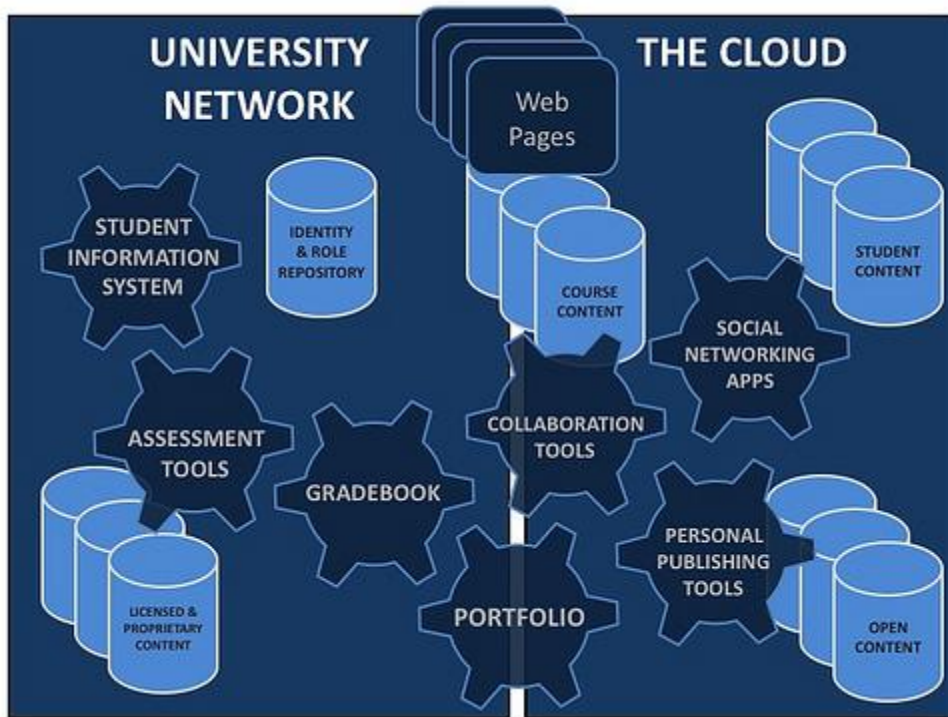 UNIVERSITY
NETWORK
THE CLOUD
Web
Pages
STUDENT
INFORMATION
SYSTEM
IDENTITY
& ROLE
REPOSITORY
COURSE
CONTENT
STUDENT
CONTENT
SOCIAL
NETWORKING
APPS
ASSESSMENT
TOOLS
GRADEBOOK
COLLABORATION
TOOLS
PERSONAL
PUBLISHING
TOOLS
LICENSED &
PROPRIETARY
CONTENT
PORTFOLIO
OPEN
CONTENT